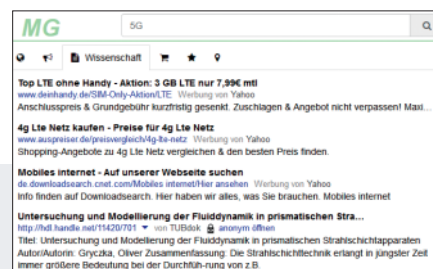 MG 5G
Wissenschaft
Top LTE ohne Handy - Aktion: 3 GB LTE nur 7,99€ mtl
www.deinhandy.de/SIM-Only-Aktion/LTE Werbung von Yahoo
Anschlusspreis & Grundgebühr kurzfristig gesenkt. Zuschlagen & Angebot nicht verpassen! Maxi...
4g Lte Netz kaufen - Preise für 4g Lte Netz
www.auspreiser.de/preisvergleich/4g-lte-netz Werbung von Yahoo
Shopping-Angebote zu 4g Lte Netz vergleichen & den besten Preis finden.
Mobiles internet - Auf unserer Webseite suchen
de.downloadsearch.cnet.com/Mobiles internet/Hier ansehen Werbung von Yahoo
Info finden auf Downloadsearch. Hier haben wir alles, was Sie brauchen. Mobiles internet
Untersuchung und Modellierung der Fluiddynamik in prismatischen Stra...
http://hdl.handle.net/11420/701 von TUBdok anonym öffnen
Titel: Untersuchung und Modellierung der Fluiddynamik in prismatischen Strahlschichtapparaten
Autor/Autorin: Gryczka, Oliver Zusammenfassung: Die Strahlschichttechnik erlangt in jüngster Zeit
immer größere Bedeutung bei der Durchfüh-rung von z.B.